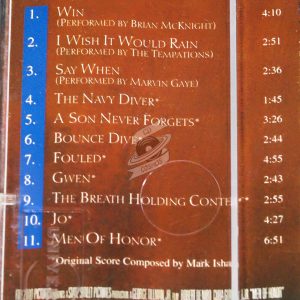 1. WIN 4:10
(PERFORMED BY BRIAN MCKNIGHT)
2. I WISH IT WOULD RAIN 2:51
(PERFORMED BY THE TEMPATIONS)
3. SAY WHEN 2:36
(PERFORMED BY MARVIN GAYE)
4. THE NAVY DIVER* 1:45
5. A SON NEVER FORGETS* 3:26
6. BOUNCE DIVE* 2:44
7. FOULED* 4:55
8. GWEN* 2:43
9. THE BREATH HOLDING 2:55
10. JO* 4:27
11. MEN OF HONOR* 6:51
ORIGINAL SCORE COMPOSED BY MARK